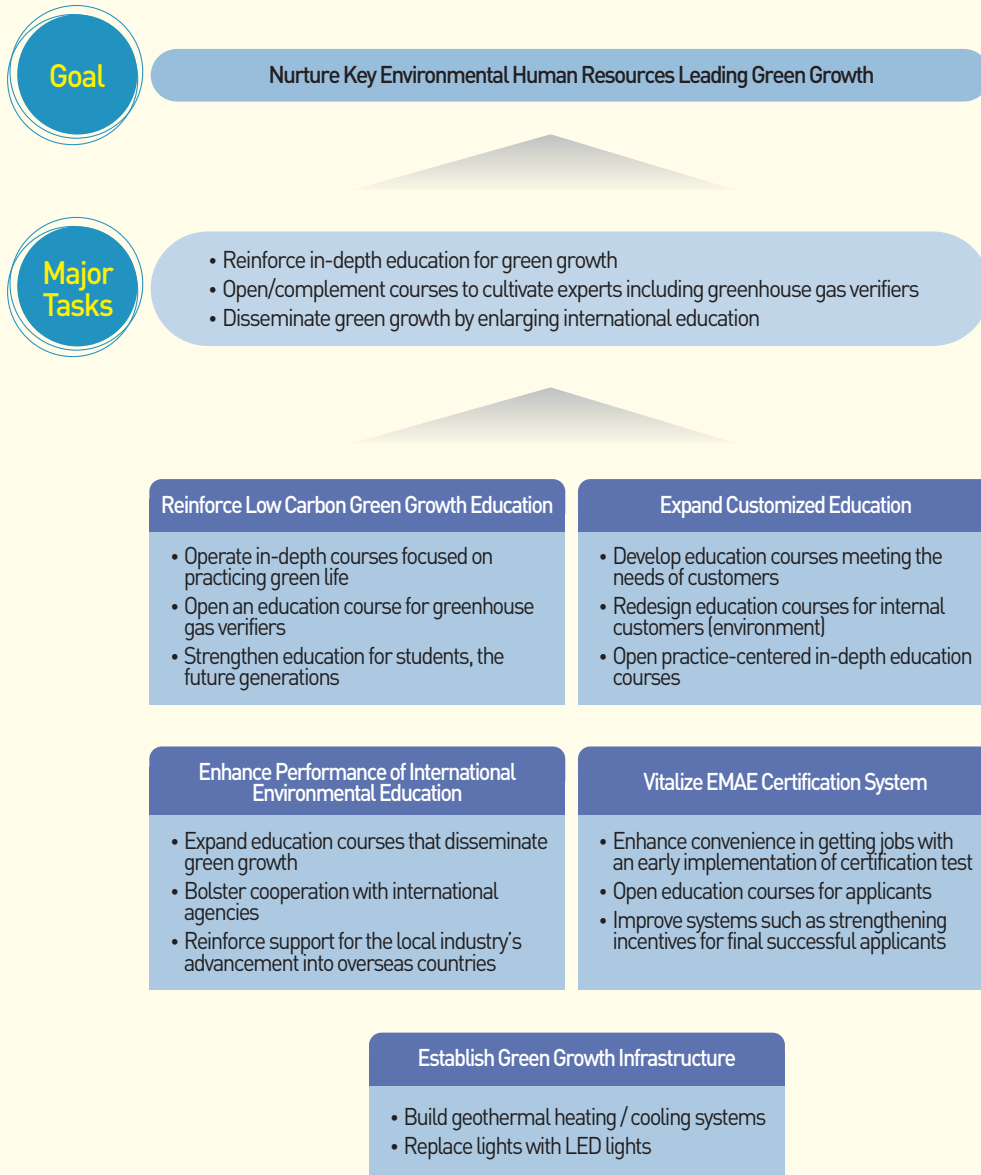 Goal
Nurture Key Environmental Human Resources Leading Green Growth
Major
Tasks
• Reinforce in-depth education for green growth
• Open/complement courses to cultivate experts including greenhouse gas verifiers
• Disseminate green growth by enlarging international education
Reinforce Low Carbon Green Growth Education
• Operate in-depth courses focused on
practicing green life
• Open an education course for greenhouse
gas verifiers
• Strengthen education for students, the
future generations
Expand Customized Education
• Develop education courses meeting the
needs of customers
• Redesign education courses for internal
customers (environment)
• Open practice-centered in-depth education
courses
Enhance Performance of International
Environmental Education
• Expand education courses that disseminate
green growth
• Bolster cooperation with international
agencies
• Reinforce support for the local industry's
advancement into overseas countries
Vitalize EMAE Certification System
• Enhance convenience in getting jobs with
an early implementation of certification test
• Open education courses for applicants
• Improve systems such as strengthening
incentives for final successful applicants
Establish Green Growth Infrastructure
• Build geothermal heating / cooling systems
• Replace lights with LED lights